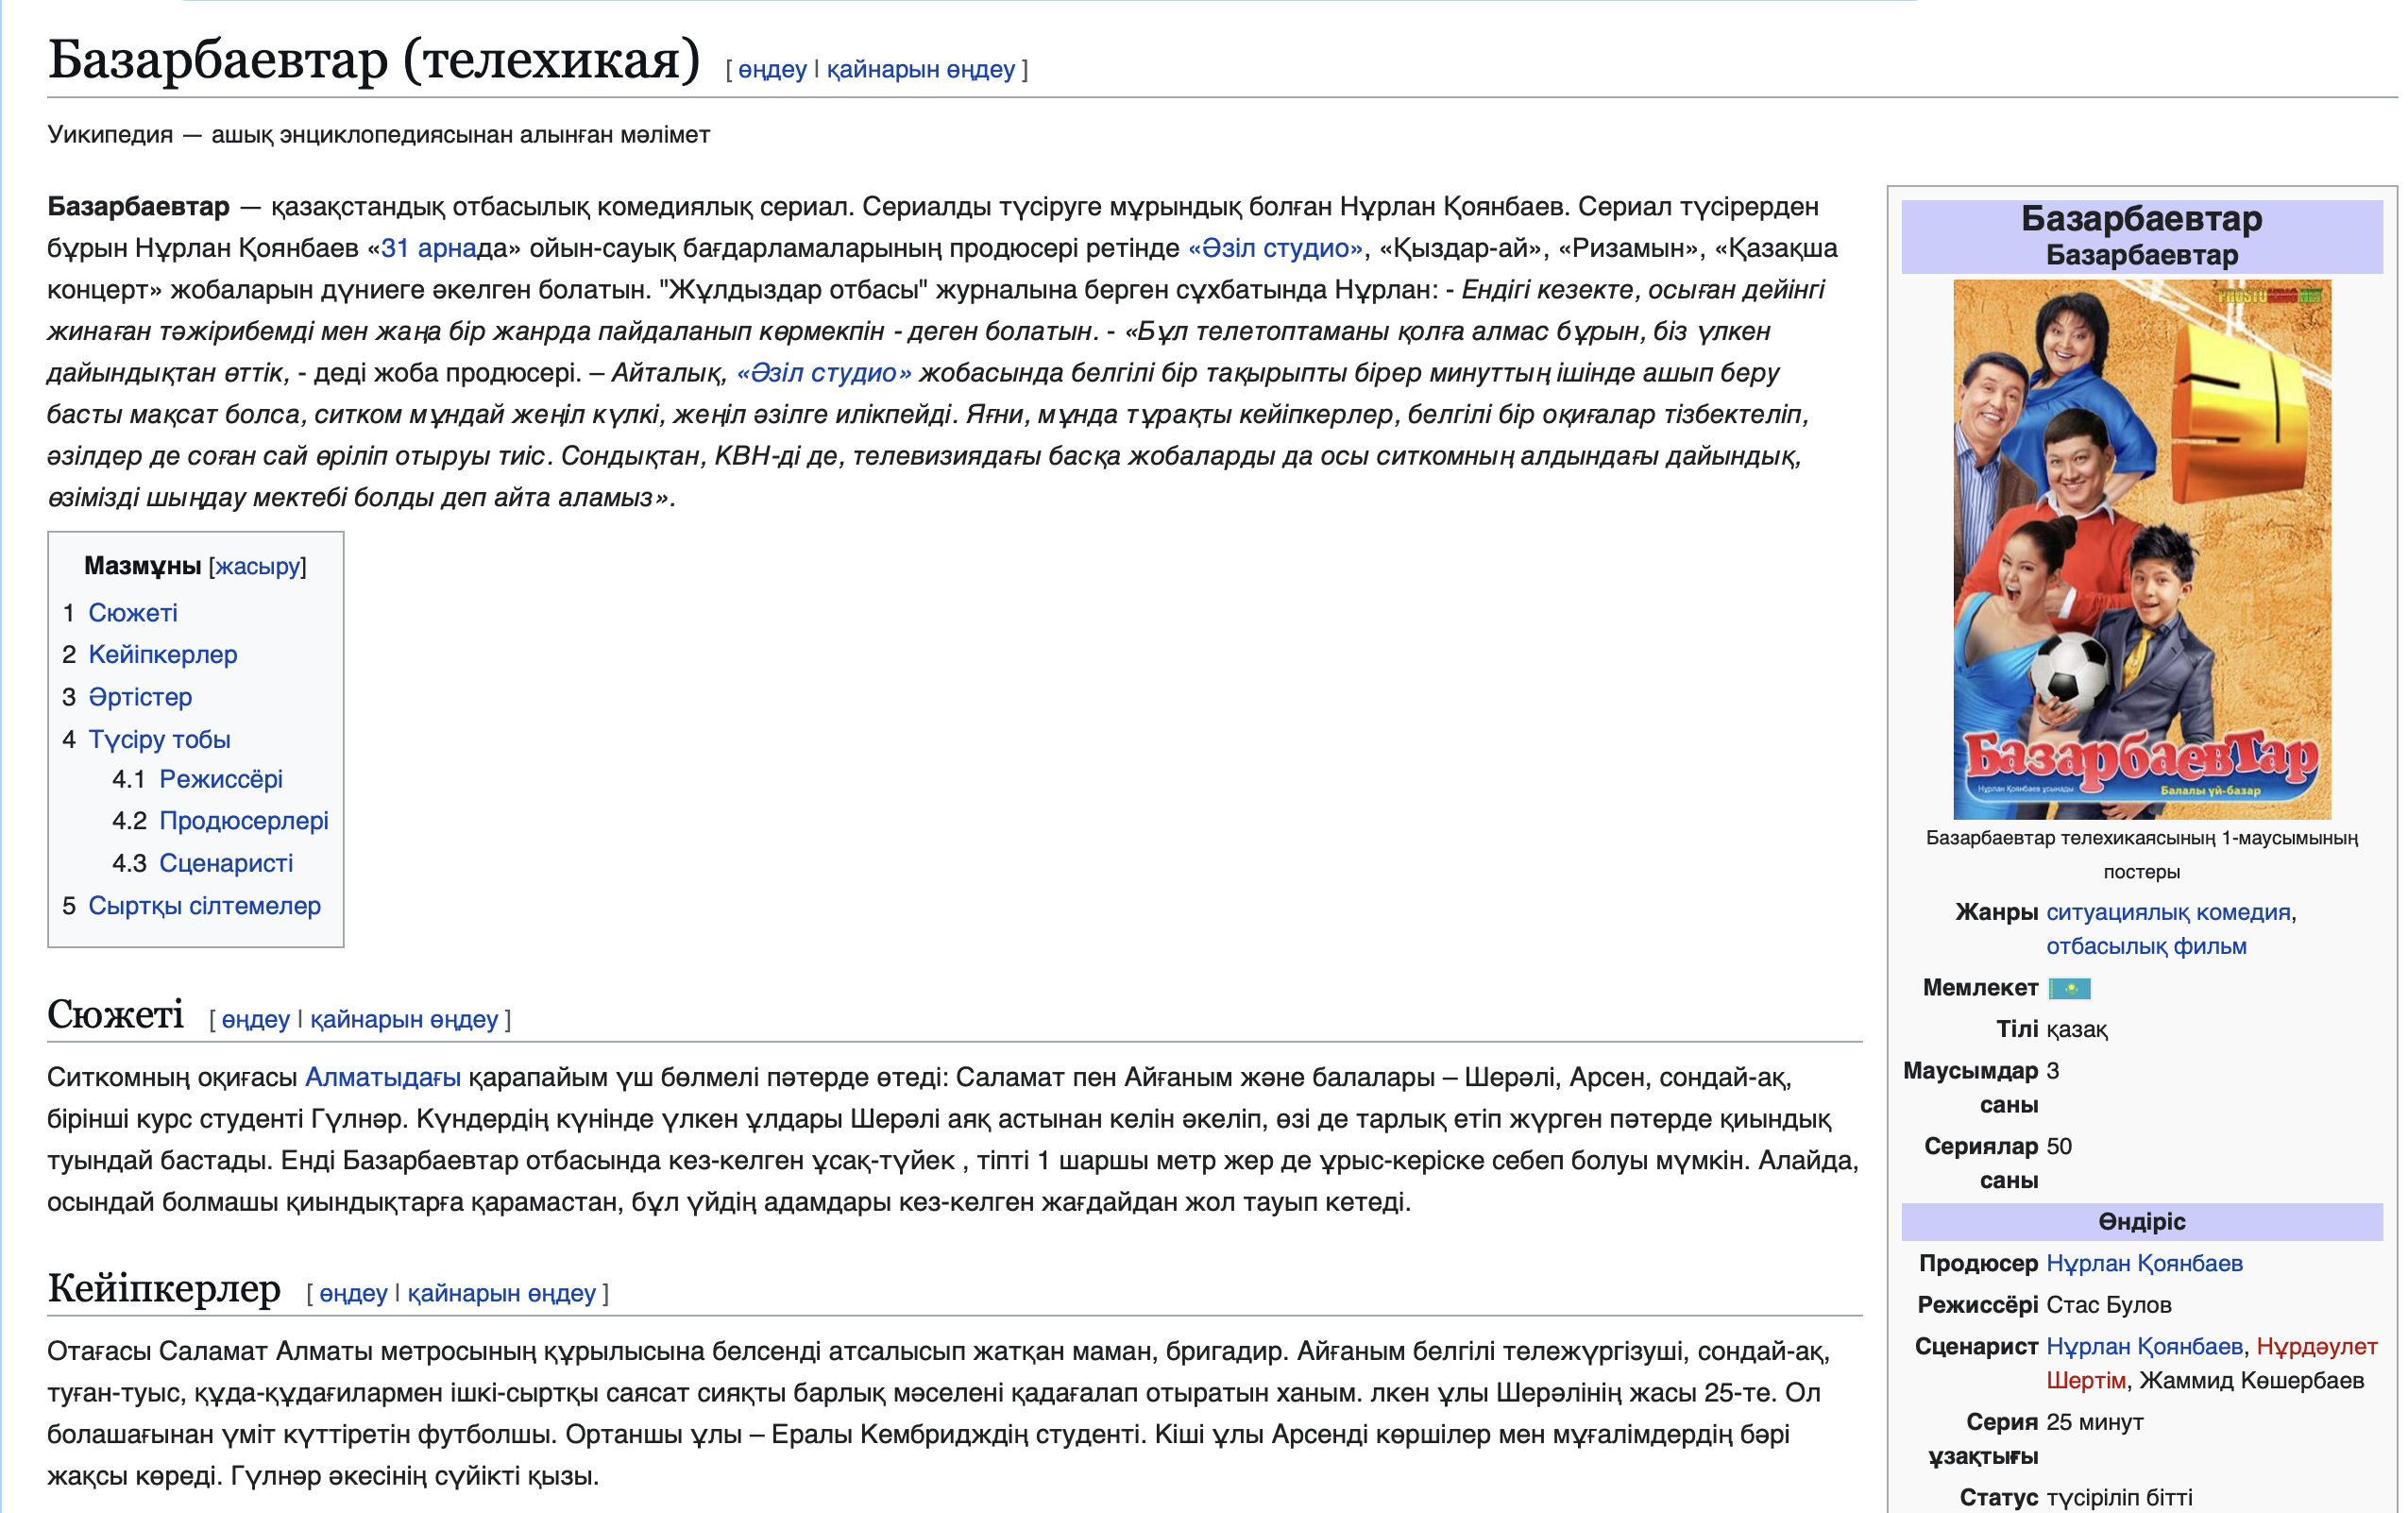 Базарбаевтар (телехикая) [ өңдеу | қайнарын өңдеу ]
Уикипедия — ашық энциклопедиясынан алынған мәлімет
Базарбаевтар — қазақстандық отбасылық комедиялық сериал. Сериалды түсіруге мұрындық болған Нұрлан Қоянбаев. Сериал түсірерден
бұрын Нұрлан Қоянбаев «31 арнада» ойын-сауық бағдарламаларының продюсері ретінде «Әзіл студио», «Қыздар-ай», «Ризамын», «Қазақша
концерт» жобаларын дүниеге әкелген болатын. "Жұлдыздар отбасы" журналына берген сұхбатында Нұрлан: - Ендігі кезекте, осыған дейінгі
жинаған тәжірибемді мен жаңа бір жанрда пайдаланып көрмекпін - деген болатын. - «Бұл телетоптаманы қолға алмас бұрын, біз үлкен
дайындықтан өттік, - деді жоба продюсері. – Айталық, «Әзіл студио» жобасында белгілі бір тақырыпты бірер минуттың ішінде ашып беру
басты мақсат болса, ситком мұндай жеңіл күлкі, жеңіл әзілге илікпейді. Яғни, мұнда тұрақты кейіпкерлер, белгілі бір оқиғалар тізбектеліп,
әзілдер де соған сай өріліп отыруы тиіс. Сондықтан, КВН-ді де, телевизиядағы басқа жобаларды да осы ситкомның алдындағы дайындық,
өзімізді шыңдау мектебі болды деп айта аламыз».
Мазмұны [жасыру]
1 Сюжеті
2 Кейіпкерлер
3 Әртістер
4 Түсіру тобы
4.1 Режиссёрі
4.2 Продюсерлері
4.3 Сценаристі
5 Сыртқы сілтемелер
Сюжеті [ өңдеу | қайнарын өңдеу ]
Ситкомның оқиғасы Алматыдағы қарапайым үш бөлмелі пәтерде өтеді: Саламат пен Айғаным және балалары – Шерәлі, Арсен, сондай-ақ,
бірінші курс студенті Гүлнәр. Күндердің күнінде үлкен ұлдары Шерәлі аяқ астынан келін әкеліп, өзі де тарлық етіп жүрген пәтерде қиындық
туындай бастады. Енді Базарбаевтар отбасында кез-келген ұсақ-түйек , тіпті 1 шаршы метр жер де ұрыс-керіске себеп болуы мүмкін. Алайда,
осындай болмашы қиындықтарға қарамастан, бұл үйдің адамдары кез-келген жағдайдан жол тауып кетеді.
Кейіпкерлер [ өңдеу | қайнарын өңдеу ]
Отағасы Саламат Алматы метросының құрылысына белсенді атсалысып жатқан маман, бригадир. Айғаным белгілі тележүргізуші, сондай-ақ,
туған-туыс, құда-құдағилармен ішкі-сыртқы саясат сияқты барлық мәселені қадағалап отыратын ханым. лкен ұлы Шерәлінің жасы 25-те. Ол
болашағынан үміт күттіретін футболшы. Ортаншы ұлы – Ералы Кембридждің студенті. Кіші ұлы Арсенді көршілер мен мұғалімдердің бәрі
жақсы көреді. Гүлнәр әкесінің сүйікті қызы.
Базарбаевтар
Базарбаевтар
PROSTOKINO.NET
БазарбаевТар
Нұрлан Қоянбаев ұсынады
Балалы үй-базар
Базарбаевтар телехикаясының 1-маусымының
постеры
Жанры ситуациялық комедия,
отбасылық фильм
Мемлекет
Тілі қазақ
Маусымдар 3
саны
Сериялар 50
саны
Өндіріс
Продюсер Нұрлан Қоянбаев
Режиссёрі Стас Булов
Сценарист Нұрлан Қоянбаев, Нұрдәулет
Шертім, Жаммид Көшербаев
Серия 25 минут
ұзақтығы
Статус түсіріліп бітті